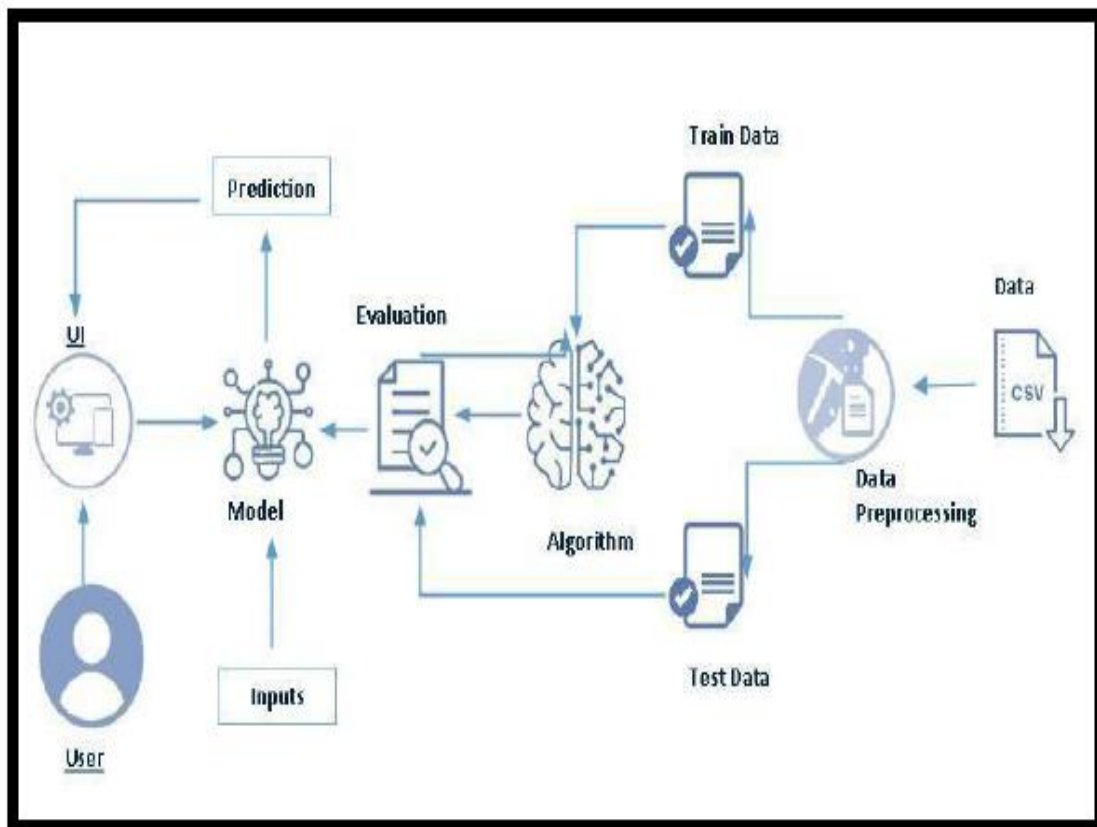 Train Data
Prediction
Data
Evaluation
UI
CSV
Data
Preprocessing
Model
Algorithm
Test Data
Inputs
User